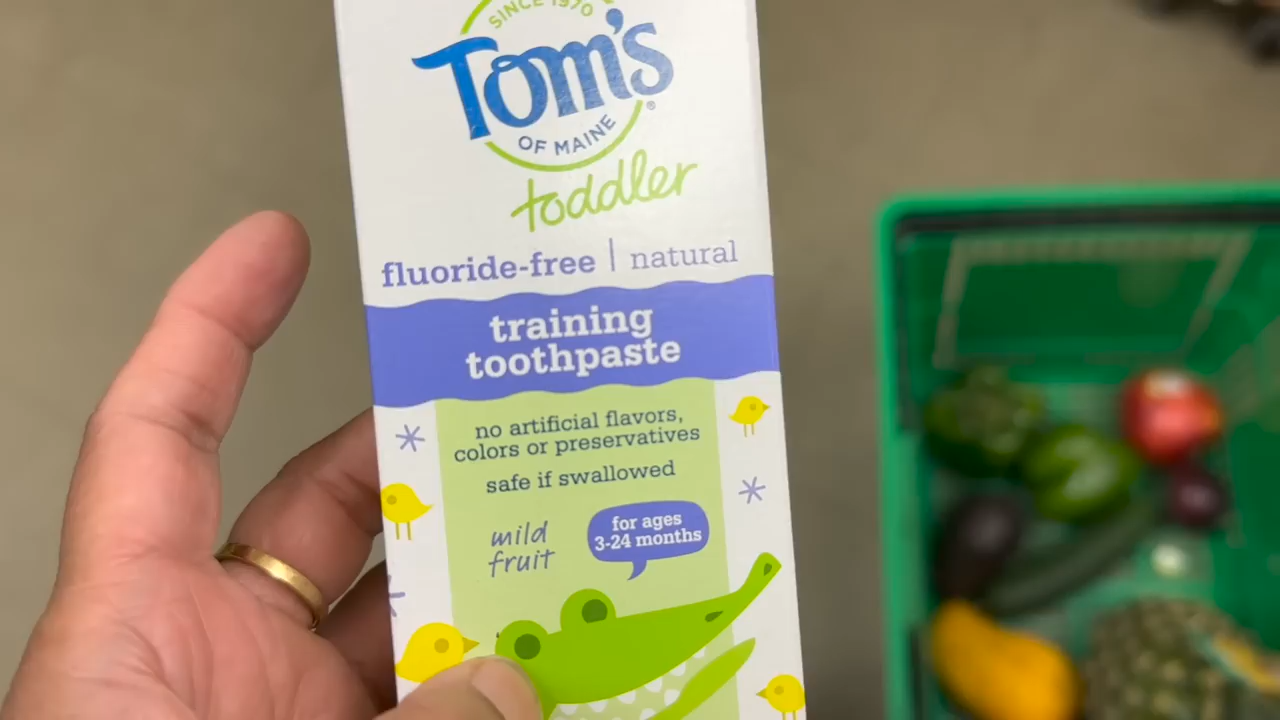 SINCE 1970
Tom's
®
OF MAINE
toddler
fluoride-free | natural
training
toothpaste
no artificial flavors,
colors or preservatives
safe if swallowed
mild
fruit
for ages
3-24 months